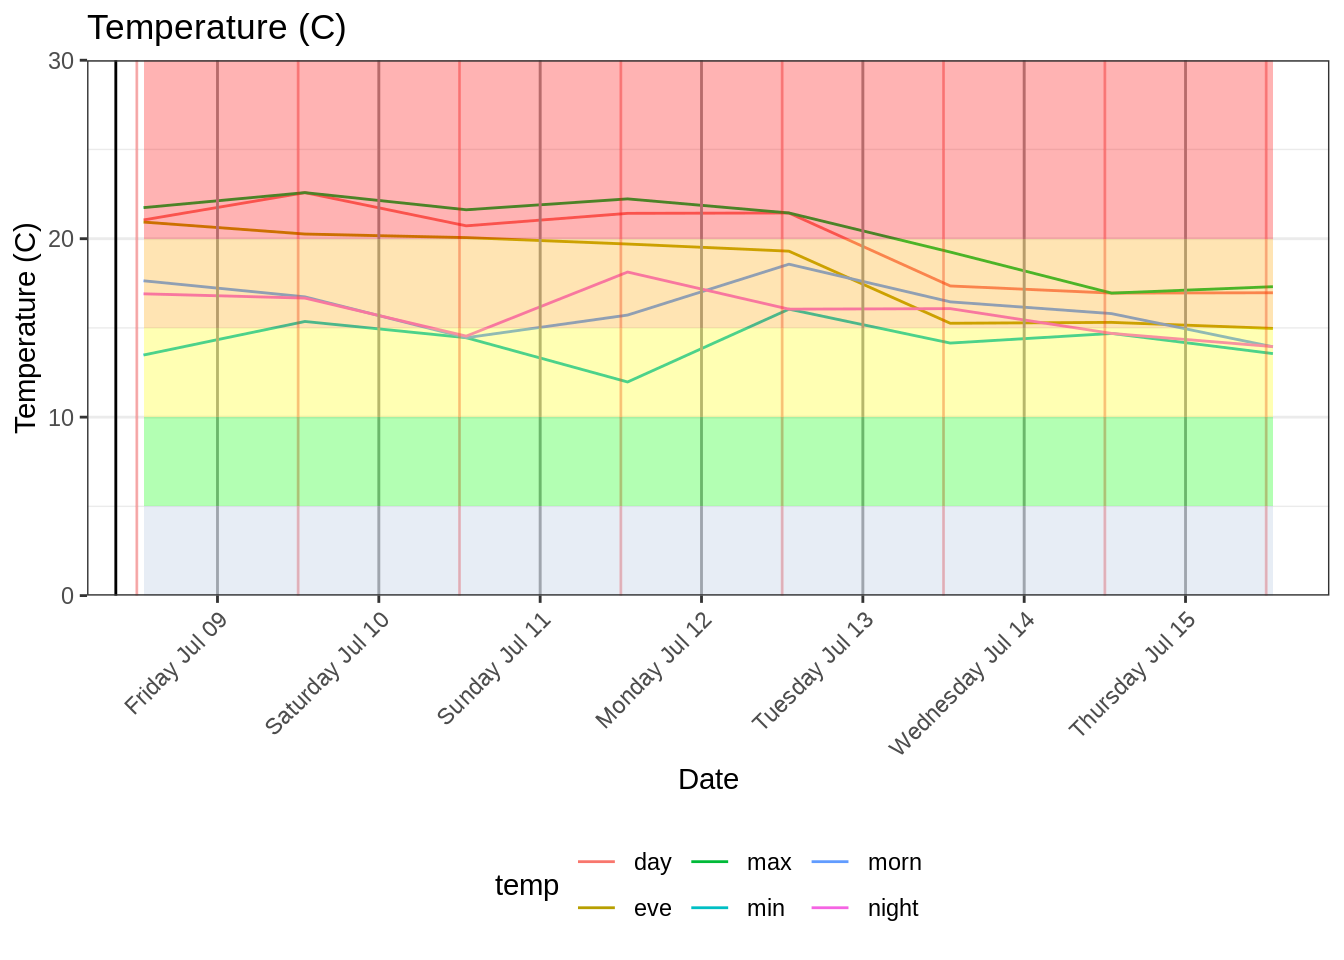 Temperature (C)
Temperature (C)
30
20
10
0
Friday Jul 09
Saturday Jul 10
Sunday Jul 11
Monday Jul 12
Tuesday Jul 13
Wednesday Jul 14
Thursday Jul 15
Date
temp
day max morn
eve min night